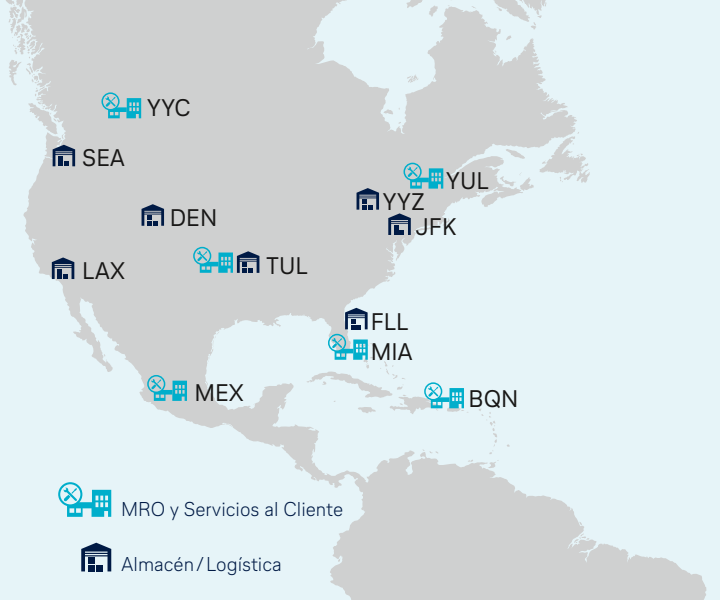 YYC
SEA
YUL
YYZ
DEN
JFK
TUL
LAX
FLL
MIA
MEX
BQN
MRO y Servicios al Cliente
Almacén/Logística